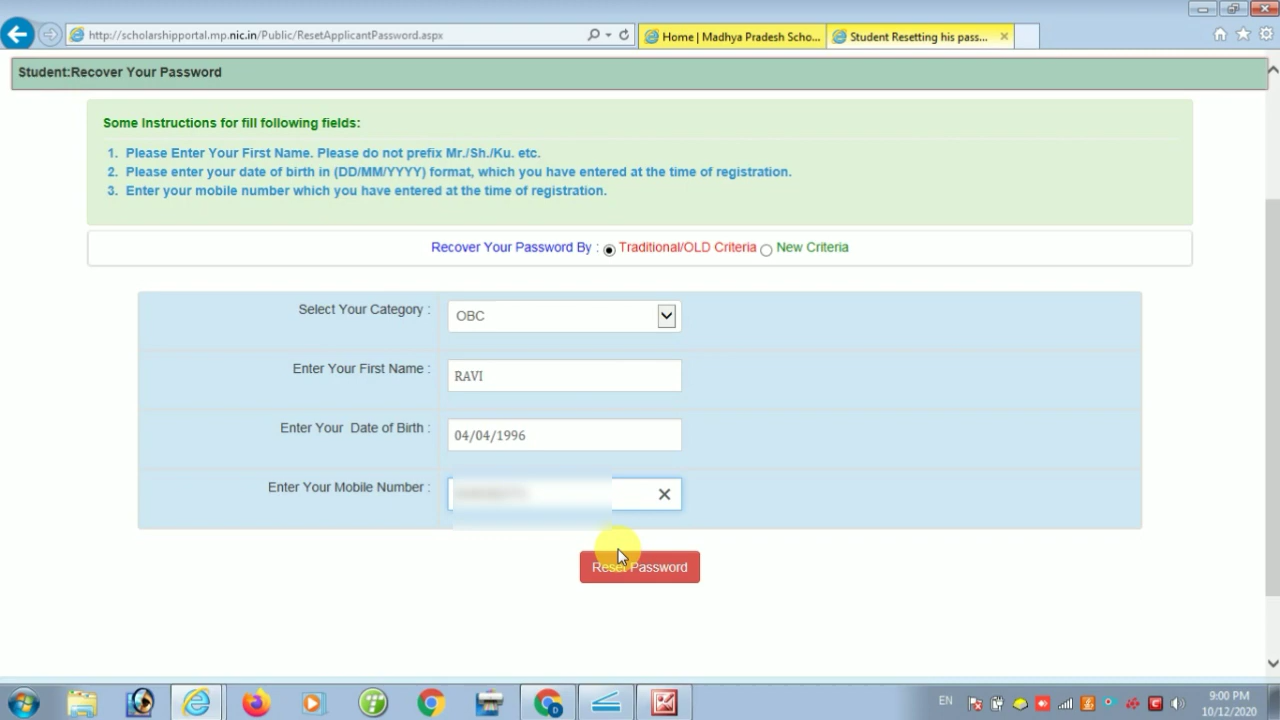 http://scholarshipportal.mp.nic.in/Public/ResetApplicantPassword.aspx
Home | Madhya Pradesh Scho...
Student Resetting his pass...
Student:Recover Your Password
Some Instructions for fill following fields:
1. Please Enter Your First Name. Please do not prefix Mr./Sh./Ku. etc.
2. Please enter your date of birth in (DD/MM/YYYY) format, which you have entered at the time of registration.
3. Enter your mobile number which you have entered at the time of registration.
Recover Your Password By : Traditional/OLD Criteria New Criteria
Select Your Category : OBC
Enter Your First Name : RAVI
Enter Your Date of Birth : 04/04/1996
Enter Your Mobile Number :
Reset Password
EN
9:00 PM
10/12/2020